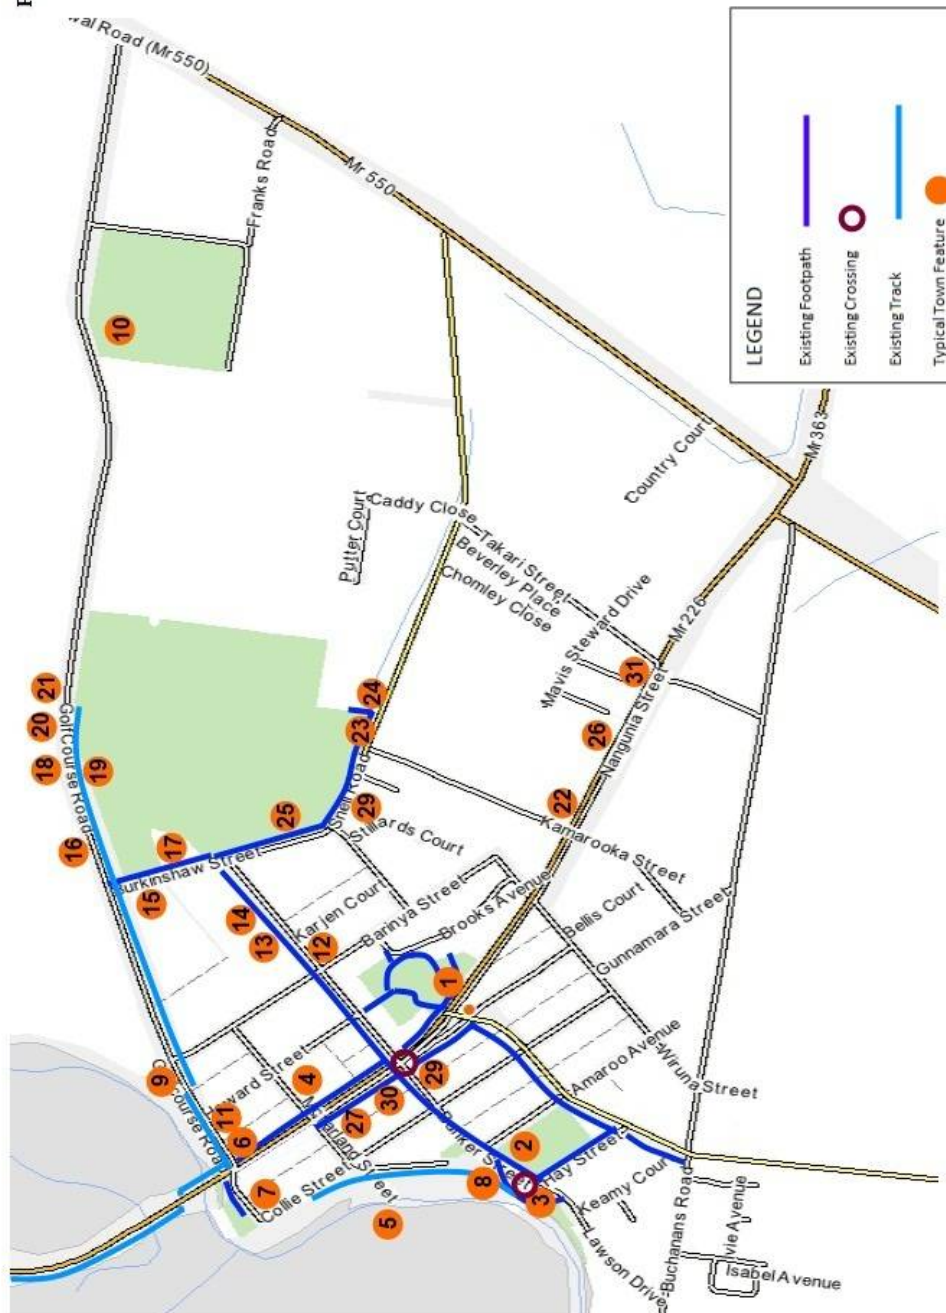 Franks Road
Mr 550
10
Putter Court
Caddy Close
Country Court
Takari Street
Beverley Place
Chomley Close
Mavis Steward Drive
Mr363
Mr226
21
20
18
19
16
Golf Course Road
24
23
31
26
22
Nangunia Street
Snell Road
29
25
17
15
Stillards Court
Kamarooka Street
14
13
12
Karjen Court
Barinya Street
Brooks Avenue
Bellis Court
Gunnamara Street
1
9
11
6
4
27
30
29
7
Collie Street
5
8
2
3
Hay Street
Keamy Court
Amaroo Avenue
Wiruna Street
Lawson Drive
Buchanans Road
Isabel Avenue
LEGEND
Existing Footpath
Existing Crossing
Existing Track
Typical Town Feature